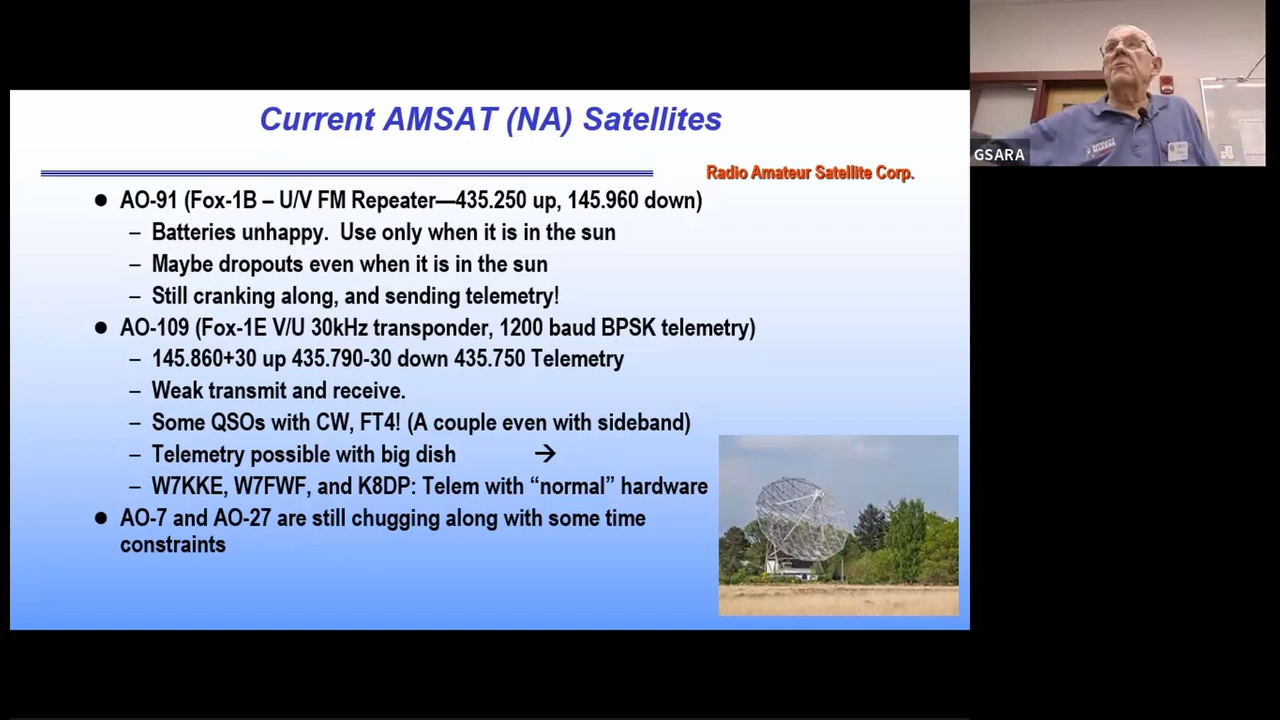 Current AMSAT (NA) Satellites
Radio Amateur Satellite Corp.
● AO-91 (Fox-1B – U/V FM Repeater—435.250 up, 145.960 down)
– Batteries unhappy.  Use only when it is in the sun
– Maybe dropouts even when it is in the sun
– Still cranking along, and sending telemetry!
● AO-109 (Fox-1E V/U 30kHz transponder, 1200 baud BPSK telemetry)
– 145.860+30 up 435.790-30 down 435.750 Telemetry
– Weak transmit and receive.
– Some QSOs with CW, FT4! (A couple even with sideband)
– Telemetry possible with big dish →
– W7KKE, W7FWF, and K8DP: Telem with “normal” hardware
● AO-7 and AO-27 are still chugging along with some time
constraints
GSARA